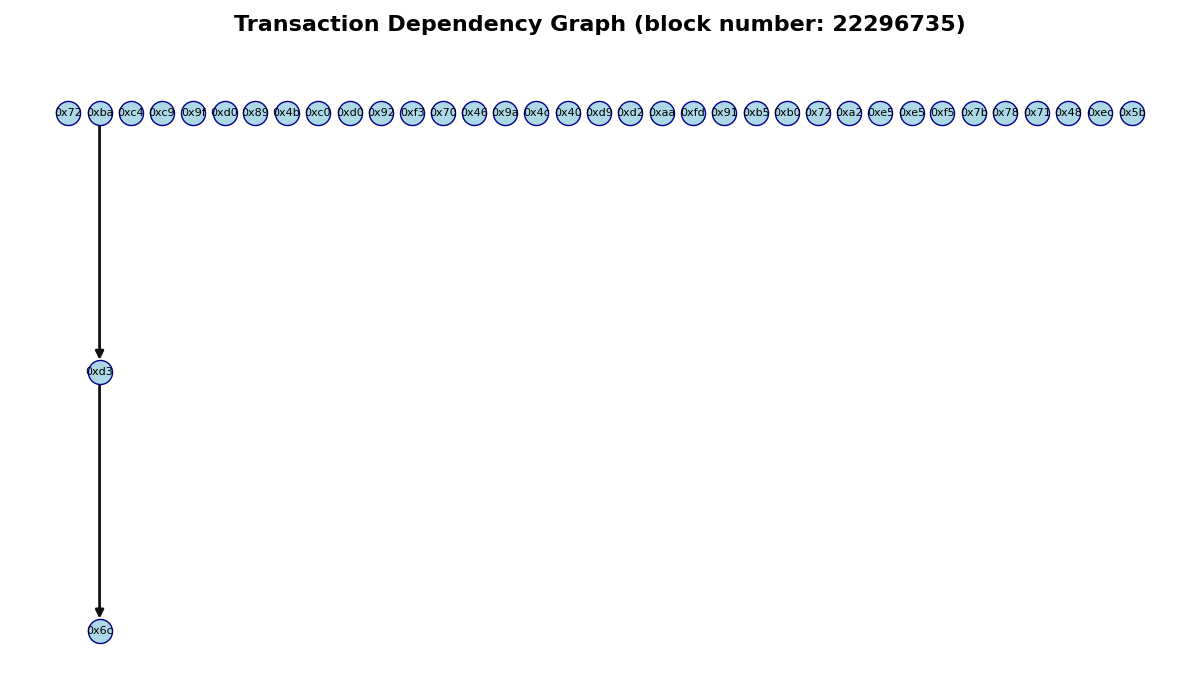 Transaction Dependency Graph (block number: 22296735)
0x72 0xba 0xc4 0xc9 0x9f 0xd0 0x89 0x4b 0xc0 0xd0 0x92 0xf3 0x70 0x46 0x9a 0x4c 0x40 0xd9 0xd2 0xaa 0xfd 0x91 0xb5 0xb0 0x72 0xa2 0xe5 0xe5 0xf5 0x7b 0x78 0x71 0x48 0xec 0x5b
0xd3
0x6c